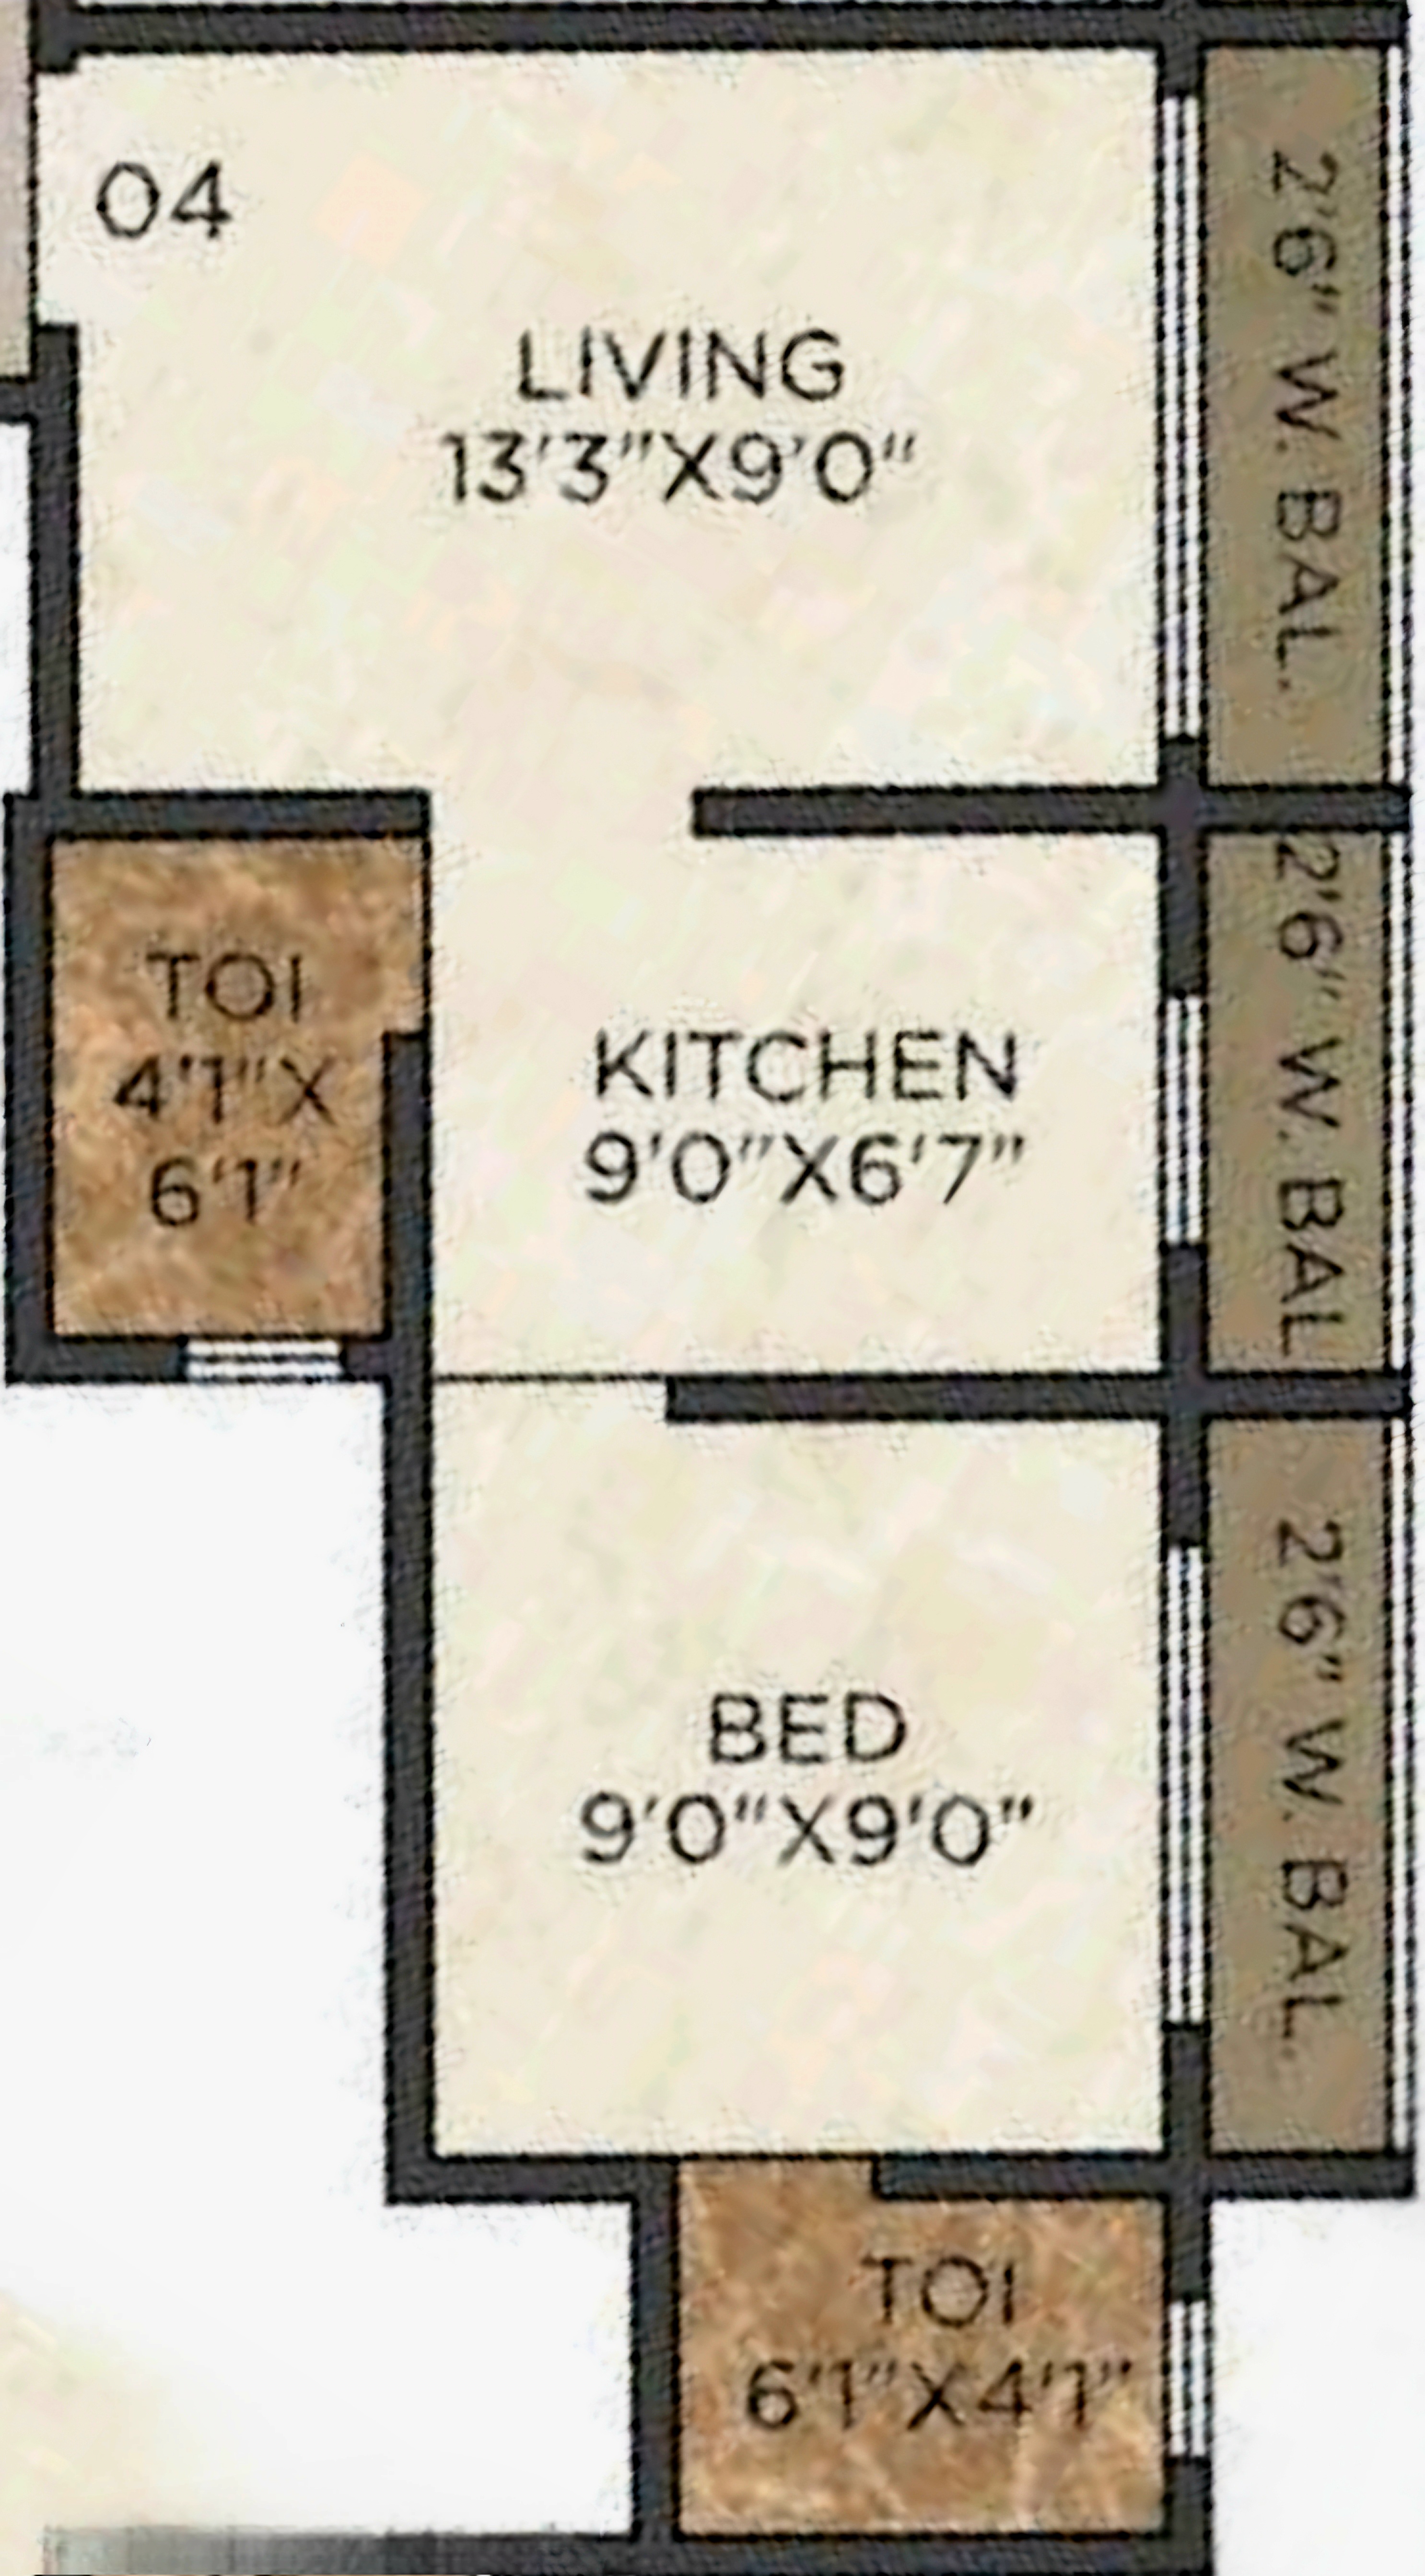 04
LIVING
13'3"X9'0"
2'6" W. BAL.
TOI
4'1"X
6'1"
KITCHEN
9'0"X6'7"
2'6" W. BAL
BED
9'0"X9'0"
2'6" W. BAL.
TOI
6'1"X4'1"